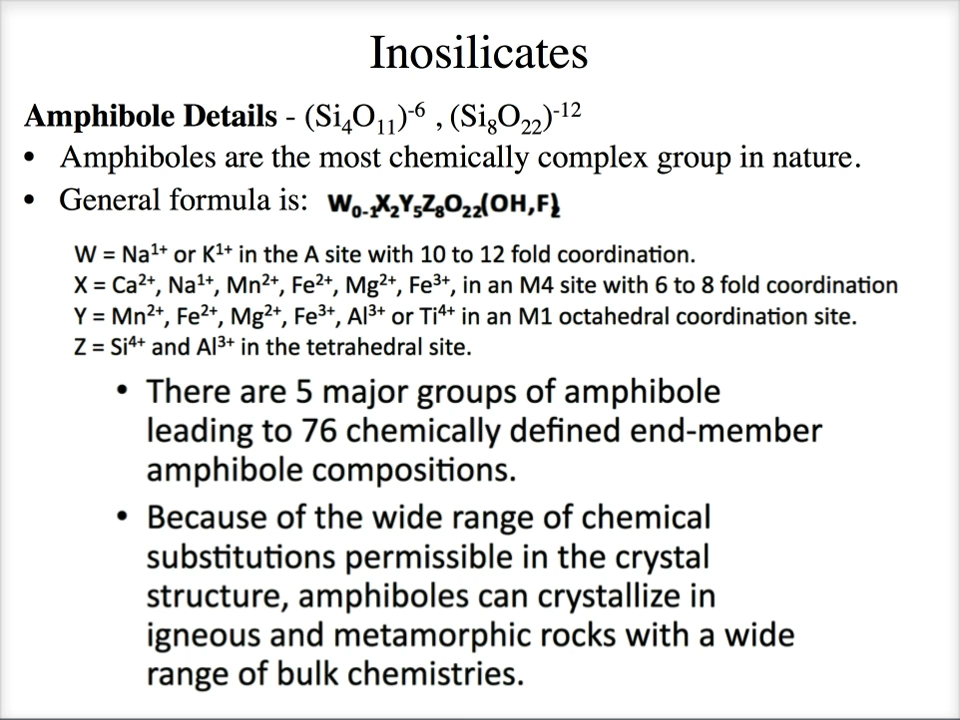 Inosilicates
Amphibole Details - (Si₄O₁₁)⁻⁶ , (Si₈O₂₂)⁻¹²
• Amphiboles are the most chemically complex group in nature.
• General formula is: W₀₋₁X₂Y₅Z₈O₂₂(OH,F)₂
W = Na¹⁺ or K¹⁺ in the A site with 10 to 12 fold coordination.
X = Ca²⁺, Na¹⁺, Mn²⁺, Fe²⁺, Mg²⁺, Fe³⁺, in an M4 site with 6 to 8 fold coordination
Y = Mn²⁺, Fe²⁺, Mg²⁺, Fe³⁺, Al³⁺ or Ti⁴⁺ in an M1 octahedral coordination site.
Z = Si⁴⁺ and Al³⁺ in the tetrahedral site.
• There are 5 major groups of amphibole
leading to 76 chemically defined end-member
amphibole compositions.
• Because of the wide range of chemical
substitutions permissible in the crystal
structure, amphiboles can crystallize in
igneous and metamorphic rocks with a wide
range of bulk chemistries.